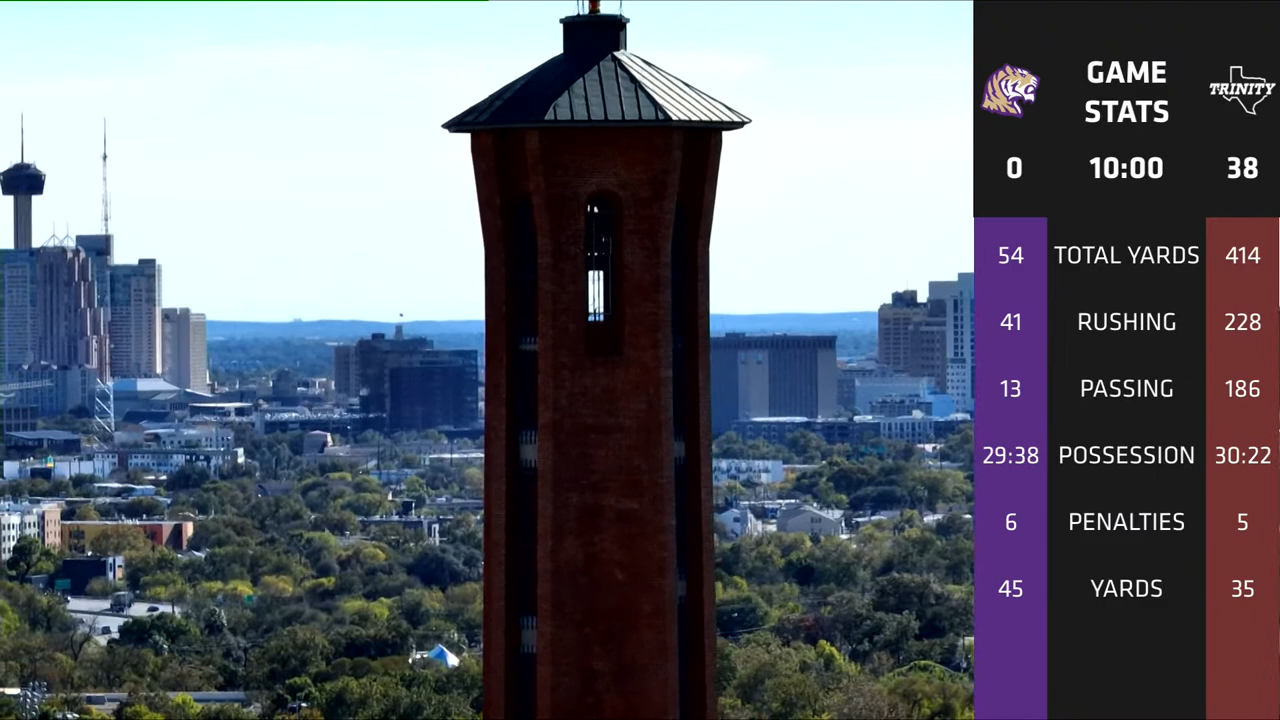 GAME
STATS
TRINITY
0 10:00 38
54 TOTAL YARDS 414
41 RUSHING 228
13 PASSING 186
29:38 POSSESSION 30:22
6 PENALTIES 5
45 YARDS 35